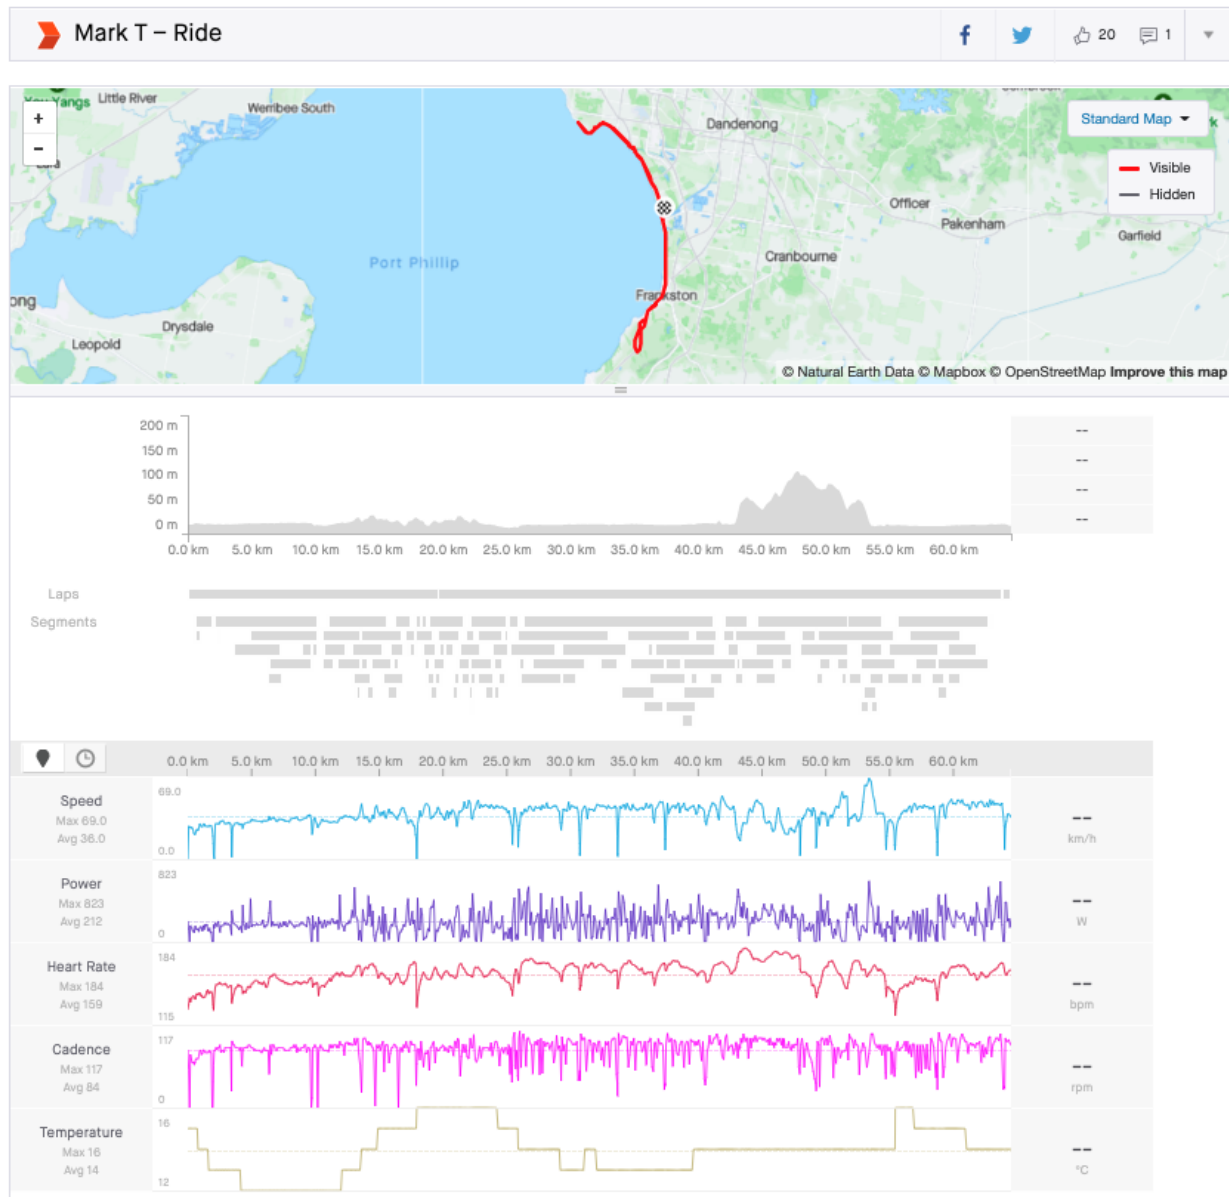 Mark T – Ride
20
1
You Yangs
Little River
Werribee South
Dandenong
+
Standard Map
−
Lara
Visible
Hidden
Officer
Pakenham
Garfield
Port Phillip
Cranbourne
Frankston
ong
Drysdale
Leopold
© Natural Earth Data © Mapbox © OpenStreetMap Improve this map
200 m
--
150 m
--
100 m
--
50 m
--
0 m
0.0 km 5.0 km 10.0 km 15.0 km 20.0 km 25.0 km 30.0 km 35.0 km 40.0 km 45.0 km 50.0 km 55.0 km 60.0 km
Laps
Segments
0.0 km 5.0 km 10.0 km 15.0 km 20.0 km 25.0 km 30.0 km 35.0 km 40.0 km 45.0 km 50.0 km 55.0 km 60.0 km
Speed
Max 69.0
Avg 36.0
69.0
0.0
--
km/h
Power
Max 823
Avg 212
823
0
--
W
Heart Rate
Max 184
Avg 159
184
115
--
bpm
Cadence
Max 117
Avg 84
117
0
--
rpm
Temperature
Max 16
Avg 14
16
12
--
°C